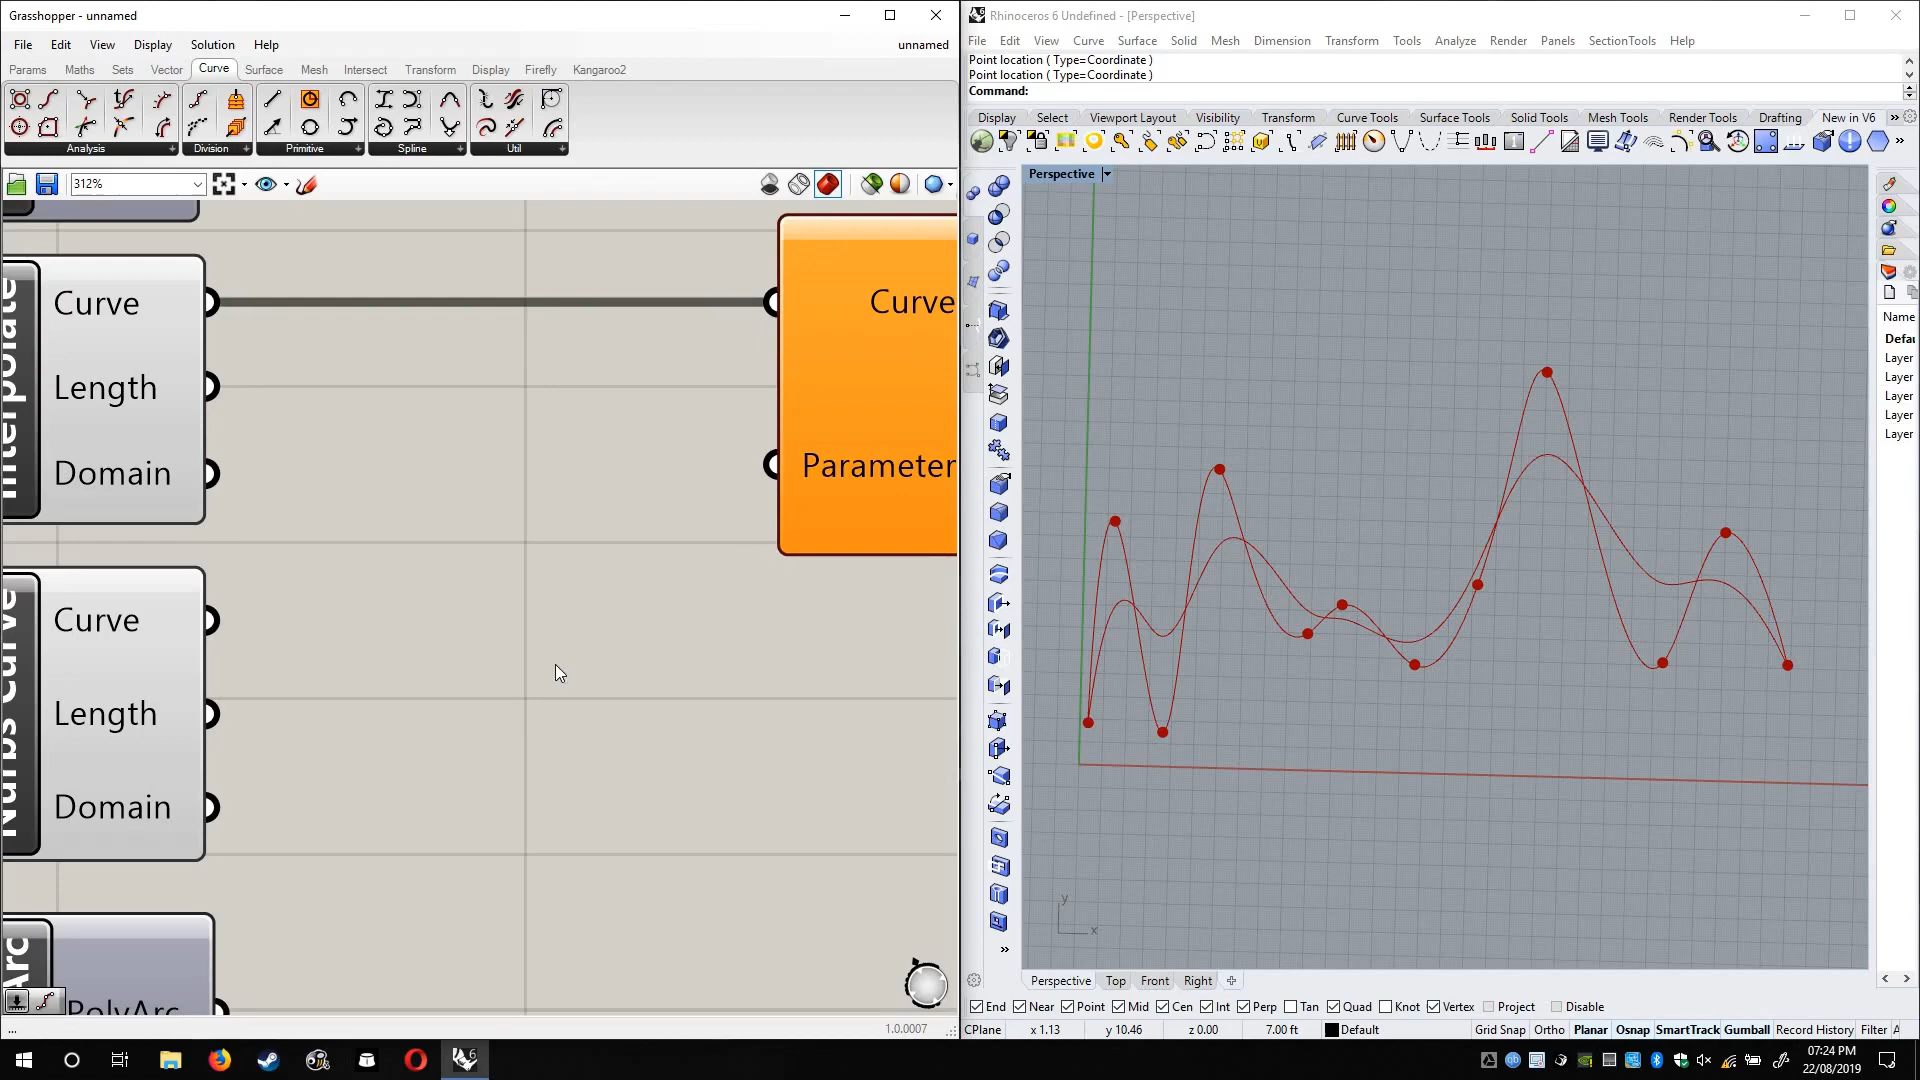 Grasshopper - unnamed
File Edit View Display Solution Help
unnamed
Params Maths Sets Vector Curve Surface Mesh Intersect Transform Display Firefly Kangaroo2
Analysis Division Primitive Spline Util
312%
Interpolate
Curve
Length
Domain
Curve
Parameter
Nurbs Curve
Curve
Length
Domain
Arc
PolyArc
...
1.0.0007
Rhinoceros 6 Undefined - [Perspective]
File Edit View Curve Surface Solid Mesh Dimension Transform Tools Analyze Render Panels SectionTools Help
Point location ( Type=Coordinate )
Point location ( Type=Coordinate )
Command:
Display Select Viewport Layout Visibility Transform Curve Tools Surface Tools Solid Tools Mesh Tools Render Tools Drafting New in V6
Perspective
Name
Defau
Layer
Layer
Layer
Layer
Layer
y
x
Perspective Top Front Right
End Near Point Mid Cen Int Perp Tan Quad Knot Vertex Project Disable
CPlane x 1.13 y 10.46 z 0.00 7.00 ft Default Grid Snap Ortho Planar Osnap SmartTrack Gumball Record History Filter A
07:24 PM
22/08/2019